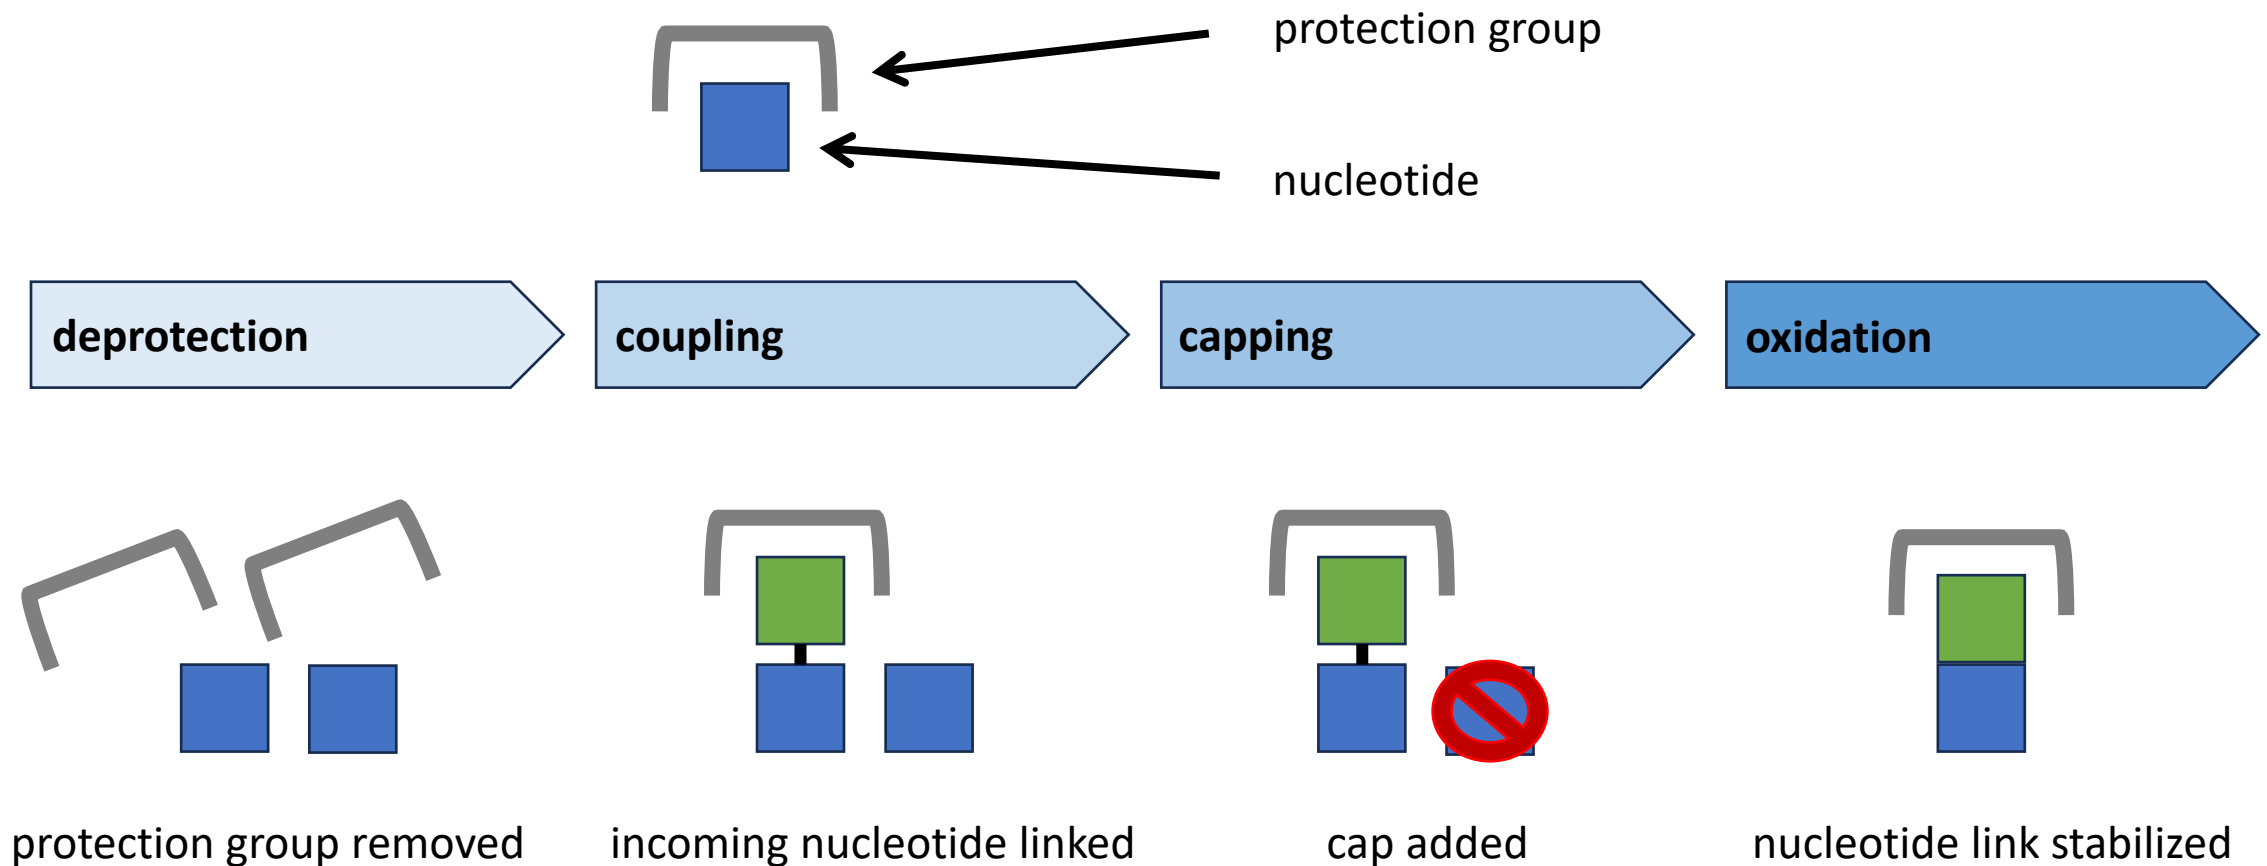 protection group
nucleotide
deprotection
coupling
capping
oxidation
protection group removed
incoming nucleotide linked
cap added
nucleotide link stabilized